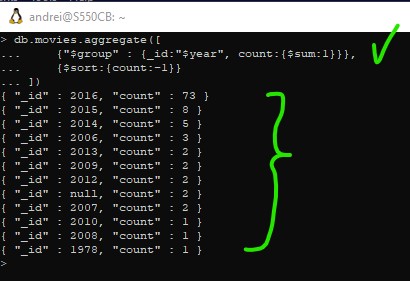 andrei@S550CB: ~
> db.movies.aggregate([
...     {"$group" : {_id:"$year", count:{$sum:1}}},
...     {$sort:{count:-1}}
... ])
{ "_id" : 2016, "count" : 73 }
{ "_id" : 2015, "count" : 8 }
{ "_id" : 2014, "count" : 5 }
{ "_id" : 2006, "count" : 3 }
{ "_id" : 2013, "count" : 2 }
{ "_id" : 2009, "count" : 2 }
{ "_id" : 2012, "count" : 2 }
{ "_id" : null, "count" : 2 }
{ "_id" : 2007, "count" : 2 }
{ "_id" : 2010, "count" : 1 }
{ "_id" : 2008, "count" : 1 }
{ "_id" : 1978, "count" : 1 }
>